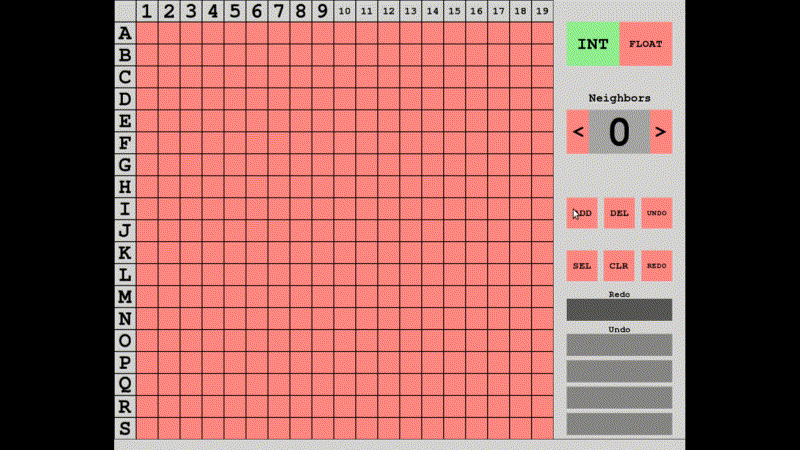 1 2 3 4 5 6 7 8 9 10 11 12 13 14 15 16 17 18 19
A
B
C
D
E
F
G
H
I
J
K
L
M
N
O
P
Q
R
S
INT FLOAT
Neighbors
< 0 >
ADD DEL UNDO
SEL CLR REDO
Redo
Undo